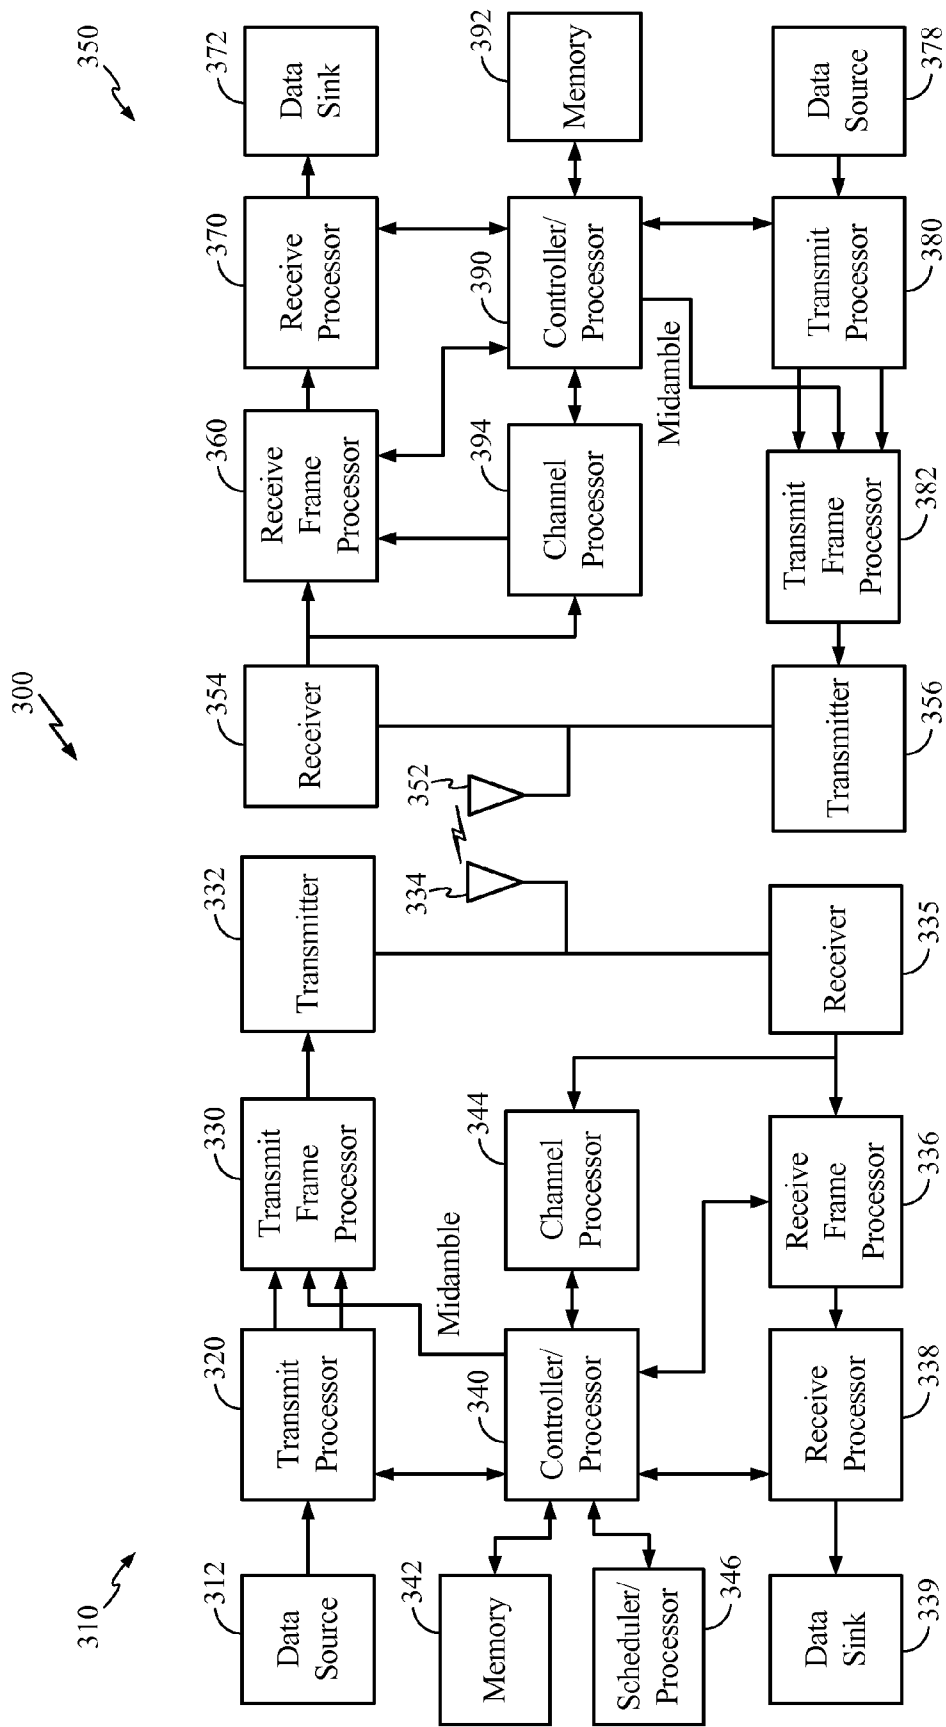 300
310
350
312
Data
Source
320
Transmit
Processor
330
Transmit
Frame
Processor
332
Transmitter
354
Receiver
360
Receive
Frame
Processor
370
Receive
Processor
372
Data
Sink
Midamble
334
352
342
Memory
340
Controller/
Processor
344
Channel
Processor
394
Channel
Processor
390
Controller/
Processor
392
Memory
Scheduler/
Processor
346
Midamble
Data
Sink
339
Receive
Processor
338
Receive
Frame
Processor
336
Receiver
335
Transmitter
356
Transmit
Frame
Processor
382
Transmit
Processor
380
Data
Source
378